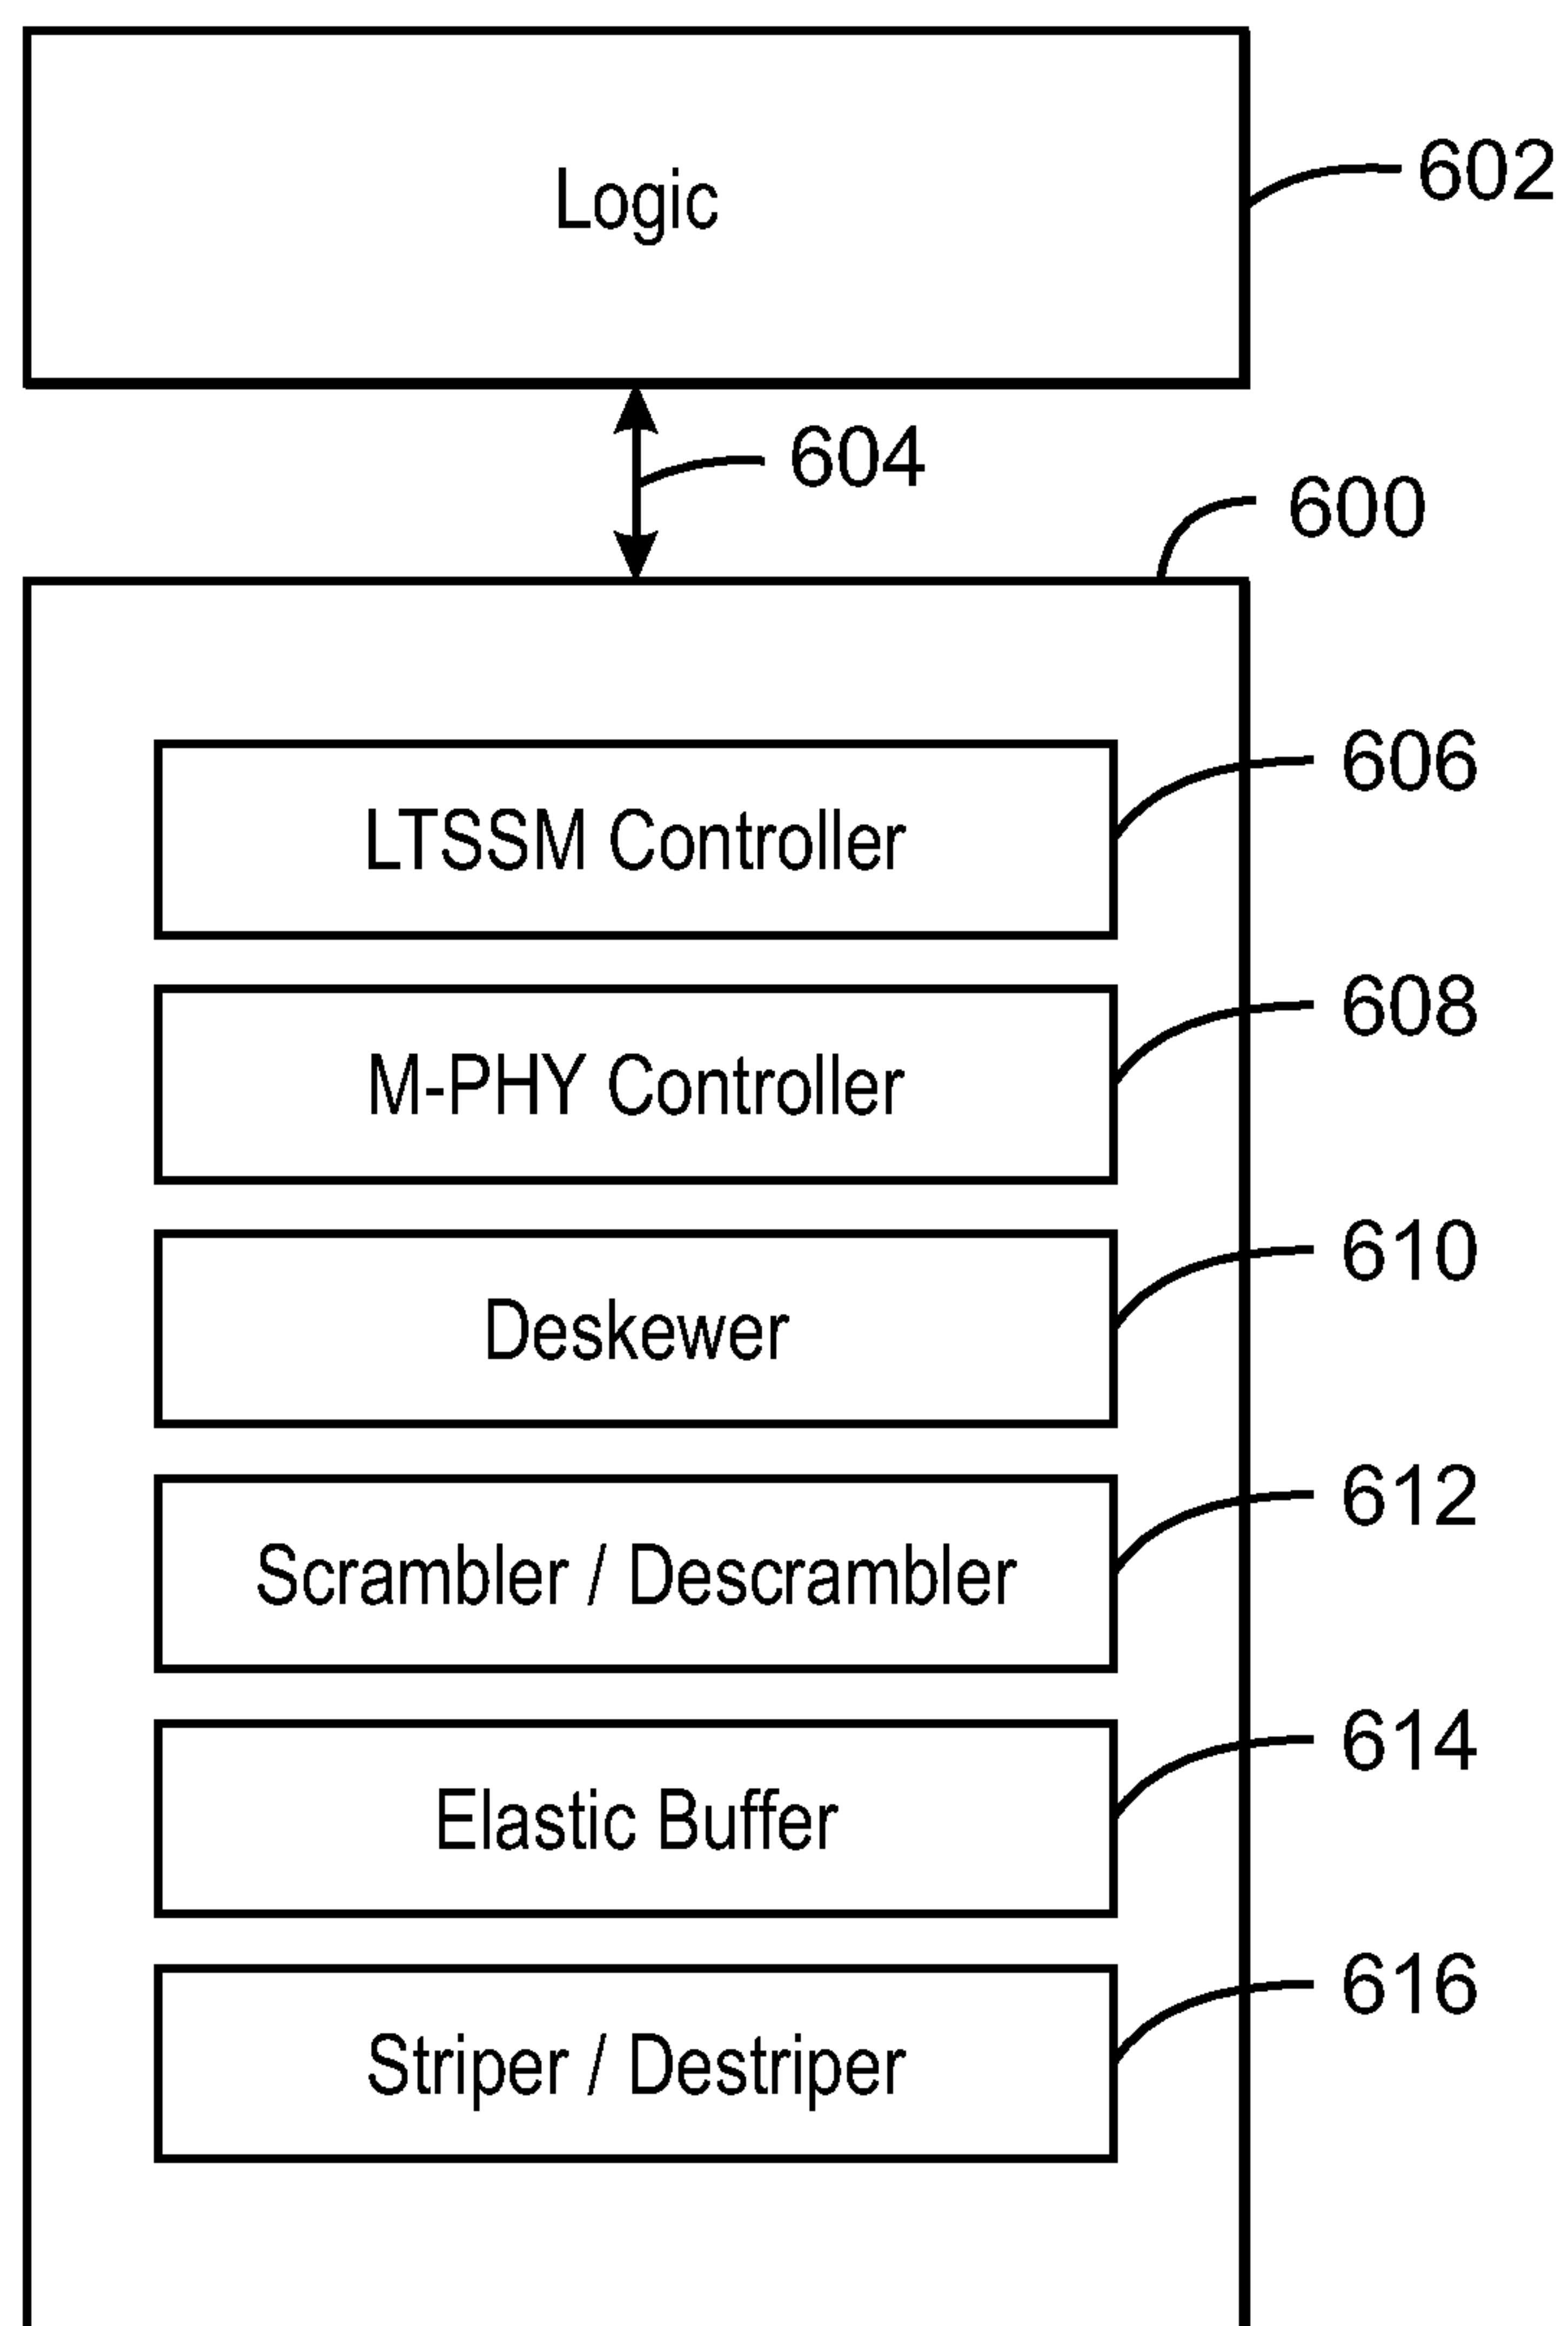 Logic
602
604
600
LTSSM Controller
606
M-PHY Controller
608
Deskewer
610
Scrambler / Descrambler
612
Elastic Buffer
614
Striper / Destriper
616